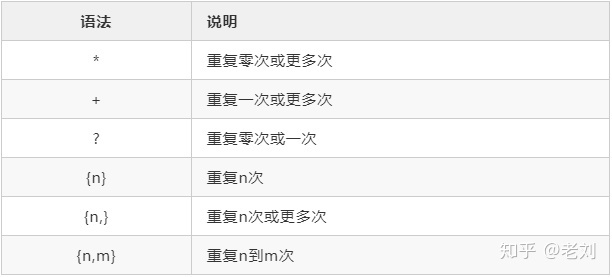 语法 说明
* 重复零次或更多次
+ 重复一次或更多次
? 重复零次或一次
{n} 重复n次
{n,} 重复n次或更多次
{n,m} 重复n到m次
知乎 @老刘